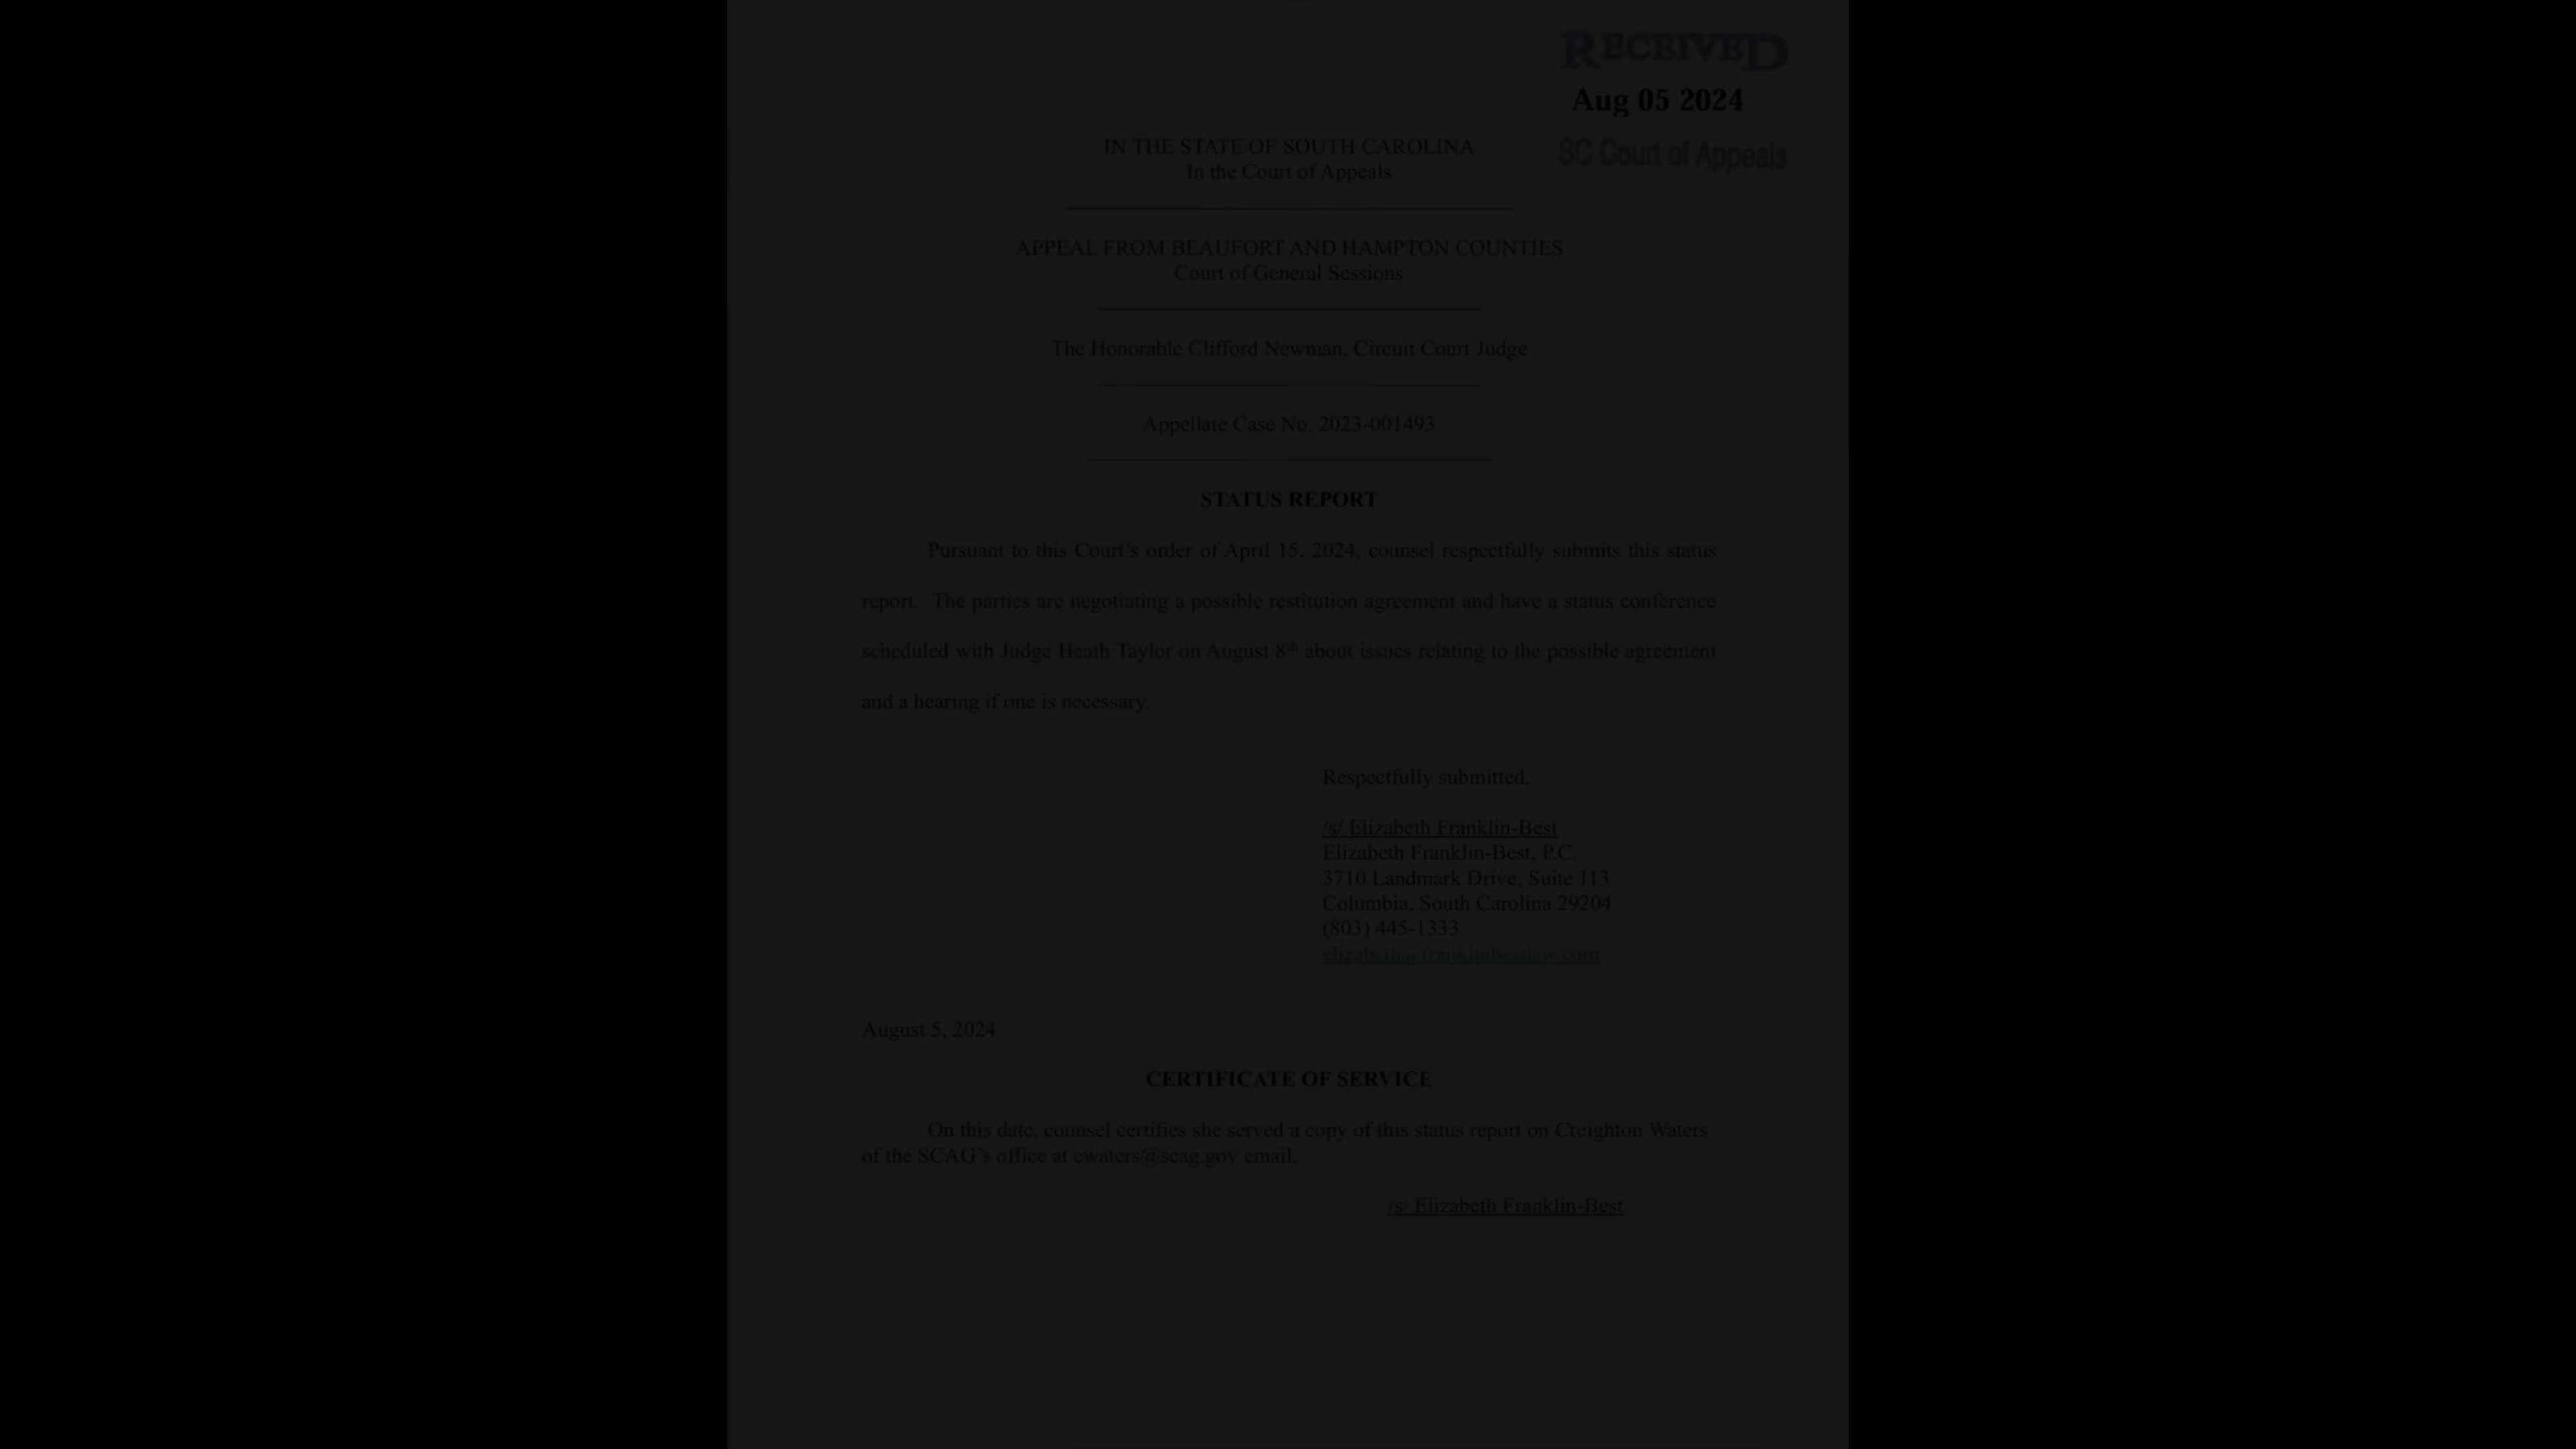 RECEIVED
Aug 05 2024
SC Court of Appeals
IN THE STATE OF SOUTH CAROLINA
In the Court of Appeals
APPEAL FROM BEAUFORT AND HAMPTON COUNTIES
Court of General Sessions
The Honorable Clifford Newman, Circuit Court Judge
Appellate Case No. 2023-001493
STATUS REPORT
Pursuant to this Court’s order of April 15, 2024, counsel respectfully submits this status
report. The parties are negotiating a possible restitution agreement and have a status conference
scheduled with Judge Heath Taylor on August 8th about issues relating to the possible agreement
and a hearing if one is necessary.
Respectfully submitted,
/s/ Elizabeth Franklin-Best
Elizabeth Franklin-Best, P.C.
3710 Landmark Drive, Suite 113
Columbia, South Carolina 29204
(803) 445-1333
elizabeth@franklinbestlaw.com
August 5, 2024
CERTIFICATE OF SERVICE
On this date, counsel certifies she served a copy of this status report on Creighton Waters
of the SCAG’s office at cwaters@scag.gov email.
/s/ Elizabeth Franklin-Best